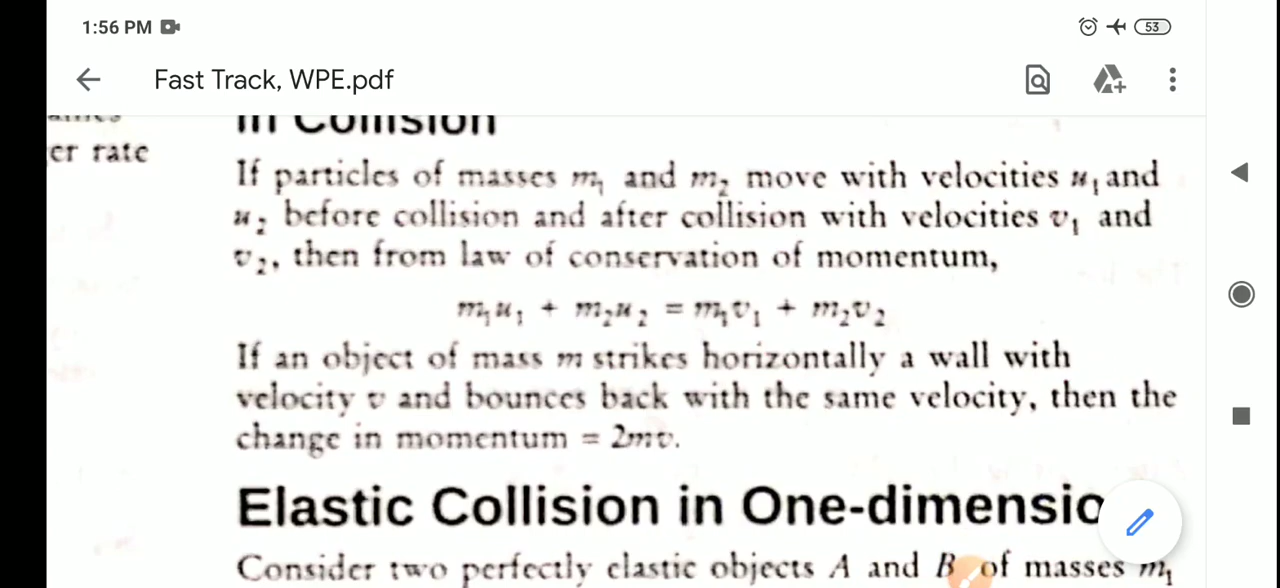 1:56 PM
53
Fast Track, WPE.pdf
in Collision
er rate
If particles of masses m₁ and m₂ move with velocities u₁ and
u₂ before collision and after collision with velocities v₁ and
v₂, then from law of conservation of momentum,
m₁u₁ + m₂u₂ = m₁v₁ + m₂v₂
If an object of mass m strikes horizontally a wall with
velocity v and bounces back with the same velocity, then the
change in momentum = 2mv.
Elastic Collision in One-dimensio
Consider two perfectly elastic objects A and B of masses m₁